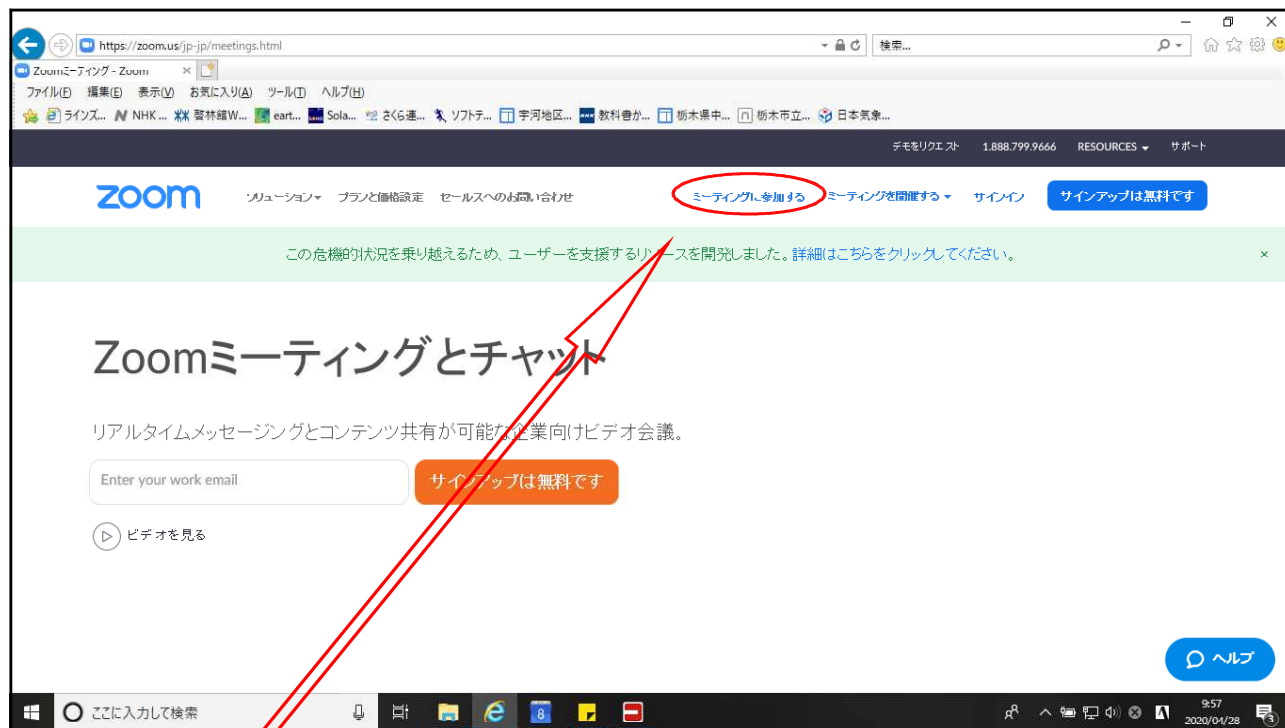 https://zoom.us/jp-jp/meetings.html
検索...
Zoomミーティング - Zoom
ファイル(F) 編集(E) 表示(V) お気に入り(A) ツール(T) ヘルプ(H)
ラインズ... NHK... 啓林館W... eart... Sola... さくら連... ソフトテ... 宇河地区... 教科書か... 栃木県中... 栃木市立... 日本気象...
デモをリクエスト 1.888.799.9666 RESOURCES サポート
zoom ソリューション プランと価格設定 セールスへのお問い合わせ ミーティングに参加する ミーティングを開催する サインイン サインアップは無料です
この危機的状況を乗り越えるため、ユーザーを支援するリソースを開発しました。詳細はこちらをクリックしてください。 ×
Zoomミーティングとチャット
リアルタイムメッセージングとコンテンツ共有が可能な企業向けビデオ会議。
Enter your work email サインアップは無料です
ビデオを見る
ヘルプ
ここに入力して検索
8
A
9:57
2020/04/28